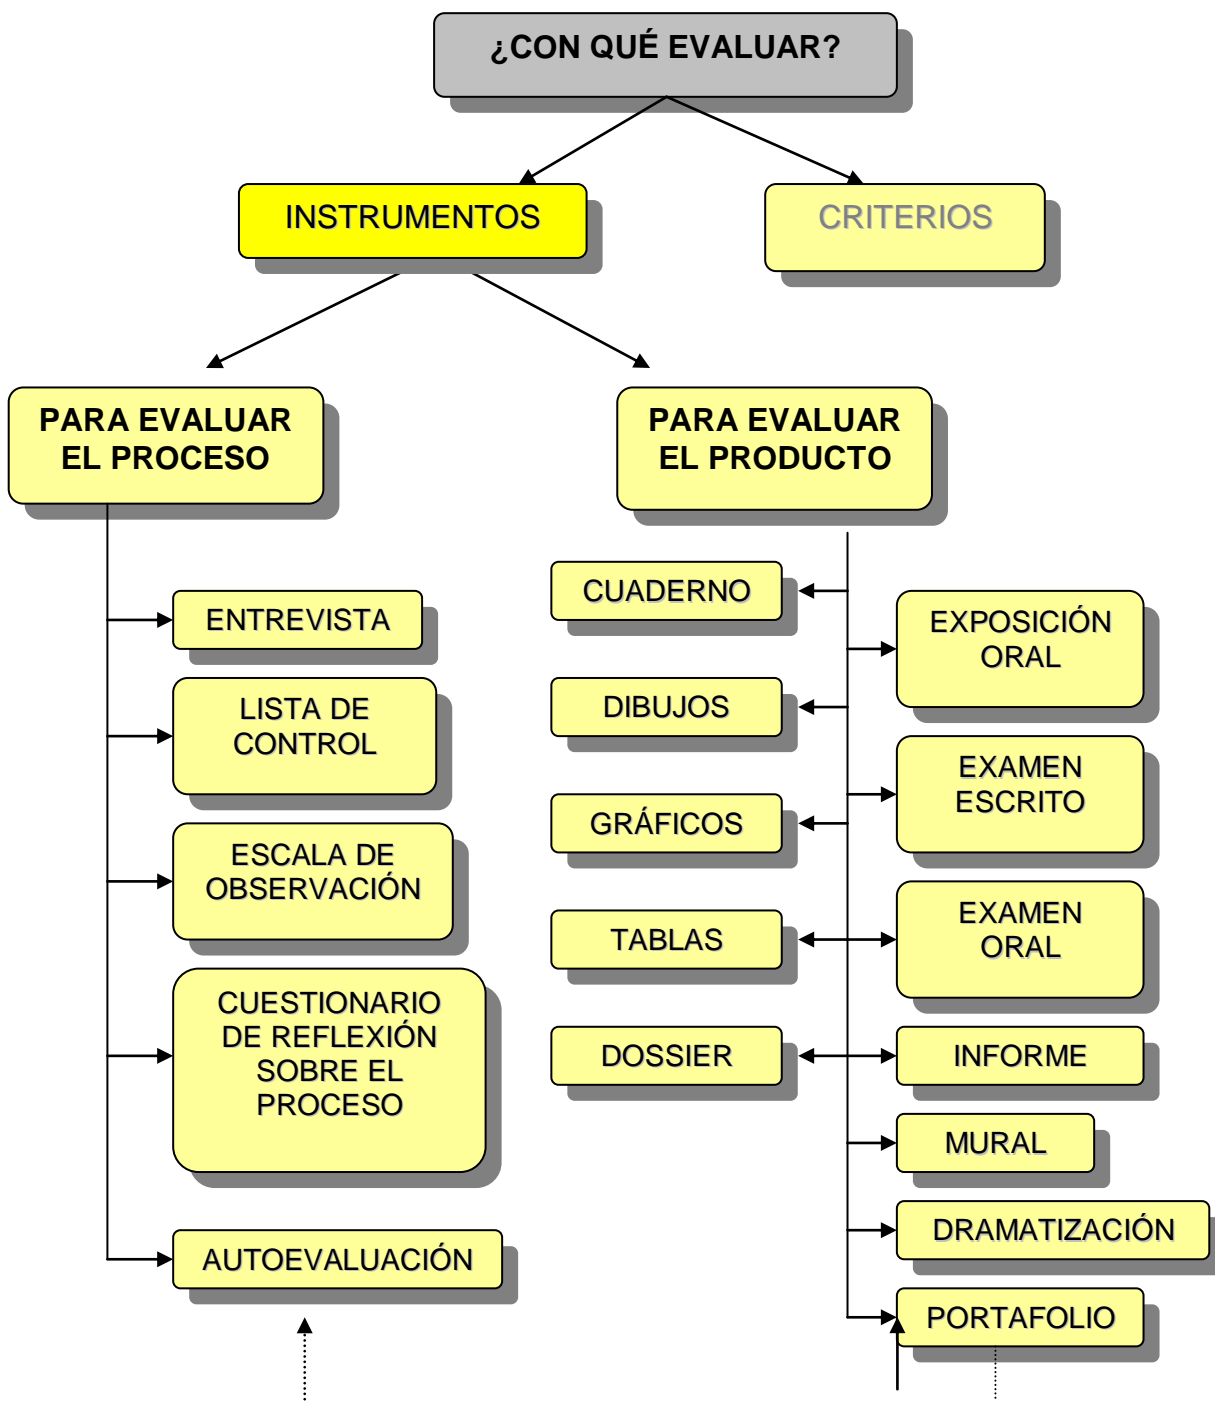 ¿CON QUÉ EVALUAR?
INSTRUMENTOS
CRITERIOS
PARA EVALUAR
EL PROCESO
PARA EVALUAR
EL PRODUCTO
ENTREVISTA
LISTA DE
CONTROL
ESCALA DE
OBSERVACIÓN
CUESTIONARIO
DE REFLEXIÓN
SOBRE EL
PROCESO
AUTOEVALUACIÓN
CUADERNO
DIBUJOS
GRÁFICOS
TABLAS
DOSSIER
EXPOSICIÓN
ORAL
EXAMEN
ESCRITO
EXAMEN
ORAL
INFORME
MURAL
DRAMATIZACIÓN
PORTAFOLIO